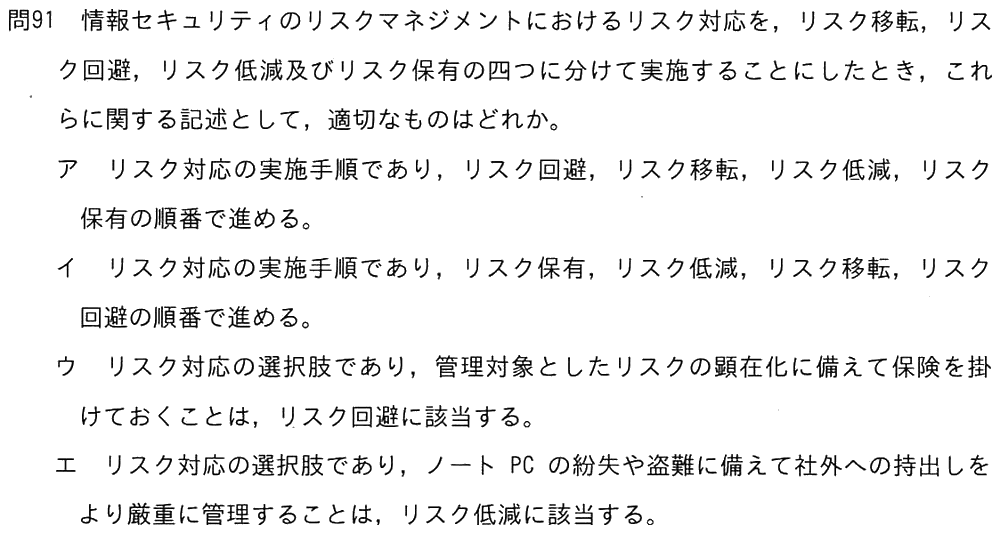 問91 情報セキュリティのリスクマネジメントにおけるリスク対応を，リスク移転，リス
ク回避，リスク低減及びリスク保有の四つに分けて実施することにしたとき，これ
らに関する記述として，適切なものはどれか。
ア リスク対応の実施手順であり，リスク回避，リスク移転，リスク低減，リスク
保有の順番で進める。
イ リスク対応の実施手順であり，リスク保有，リスク低減，リスク移転，リスク
回避の順番で進める。
ウ リスク対応の選択肢であり，管理対象としたリスクの顕在化に備えて保険を掛
けておくことは，リスク回避に該当する。
エ リスク対応の選択肢であり，ノート PC の紛失や盗難に備えて社外への持出しを
より厳重に管理することは，リスク低減に該当する。